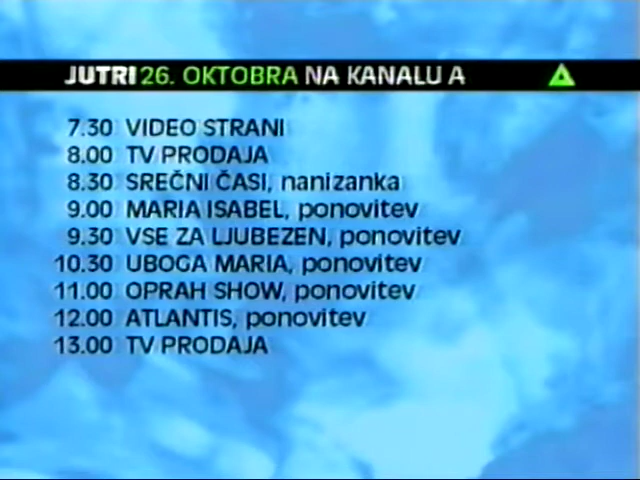 JUTRI 26. OKTOBRA NA KANALU A
7.30 VIDEO STRANI
8.00 TV PRODAJA
8.30 SREČNI ČASI, nanizanka
9.00 MARIA ISABEL, ponovitev
9.30 VSE ZA LJUBEZEN, ponovitev
10.30 UBOGA MARIA, ponovitev
11.00 OPRAH SHOW, ponovitev
12.00 ATLANTIS, ponovitev
13.00 TV PRODAJA